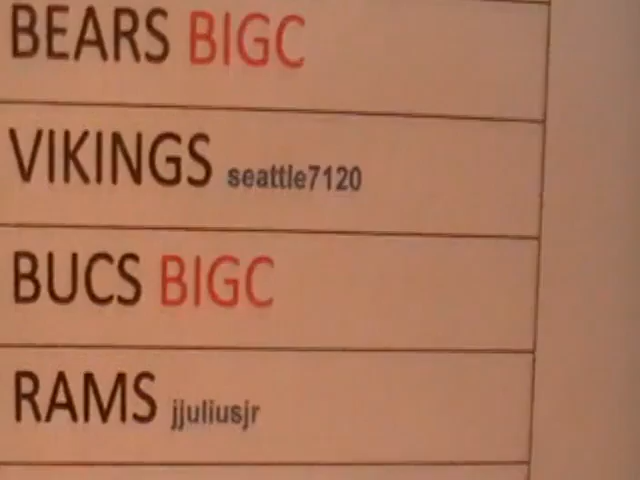 BEARS BIGC
VIKINGS seattle7120
BUCS BIGC
RAMS jjuliusjr